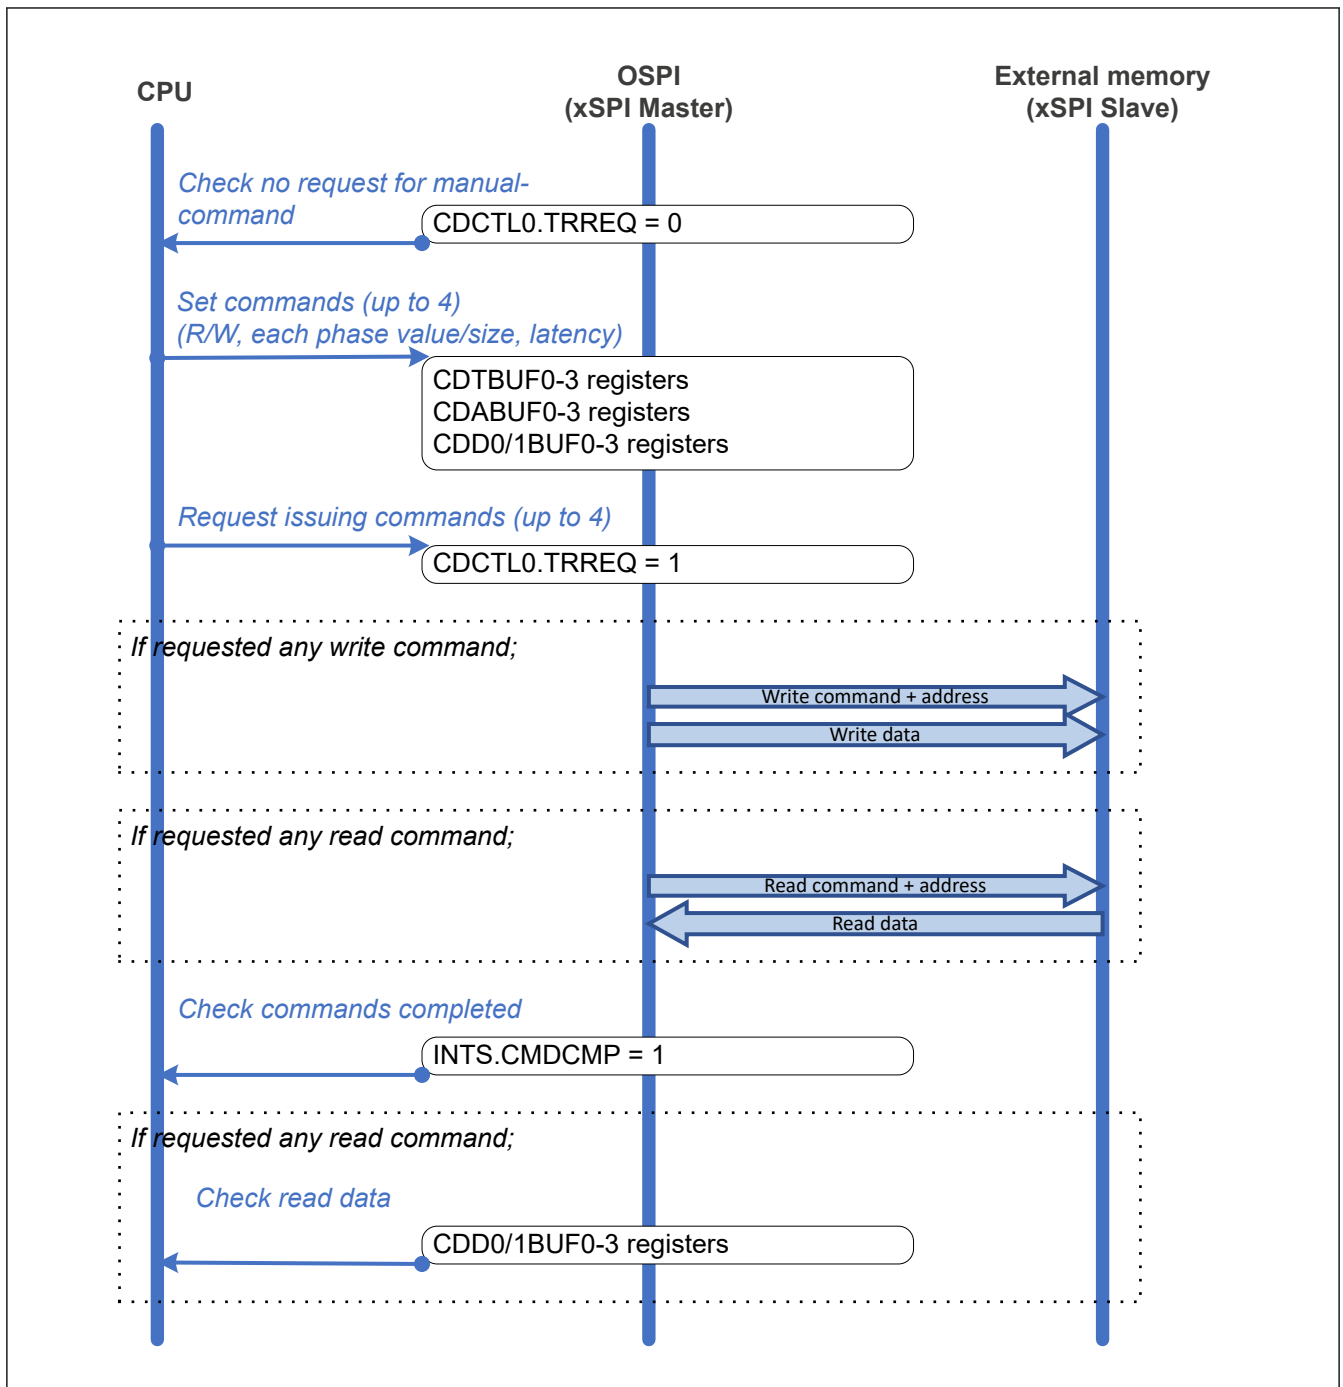 CPU
OSPI
(xSPI Master)
External memory
(xSPI Slave)
Check no request for manual-
command
CDCTL0.TRREQ = 0
Set commands (up to 4)
(R/W, each phase value/size, latency)
CDTBUF0-3 registers
CDABUF0-3 registers
CDD0/1BUF0-3 registers
Request issuing commands (up to 4)
CDCTL0.TRREQ = 1
If requested any write command;
Write command + address
Write data
If requested any read command;
Read command + address
Read data
Check commands completed
INTS.CMDCMP = 1
If requested any read command;
Check read data
CDD0/1BUF0-3 registers